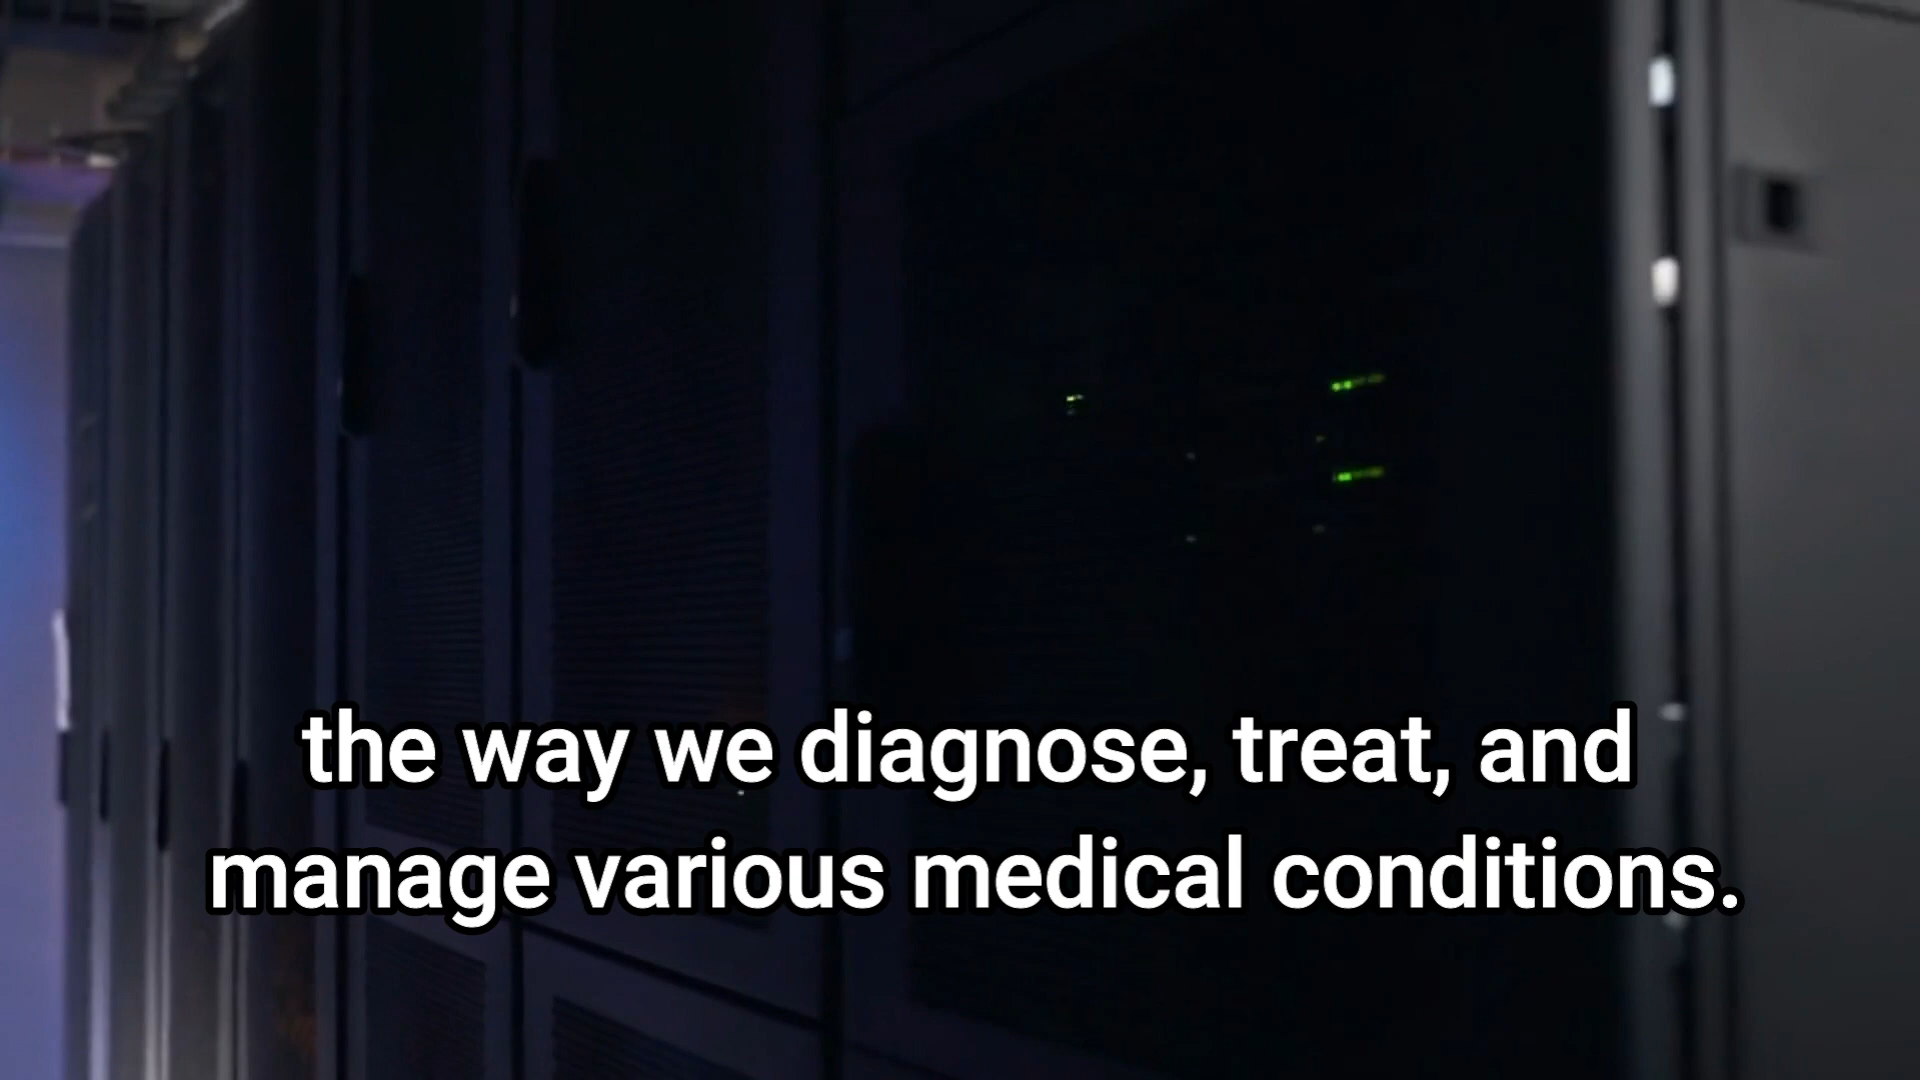 the way we diagnose, treat, and
manage various medical conditions.